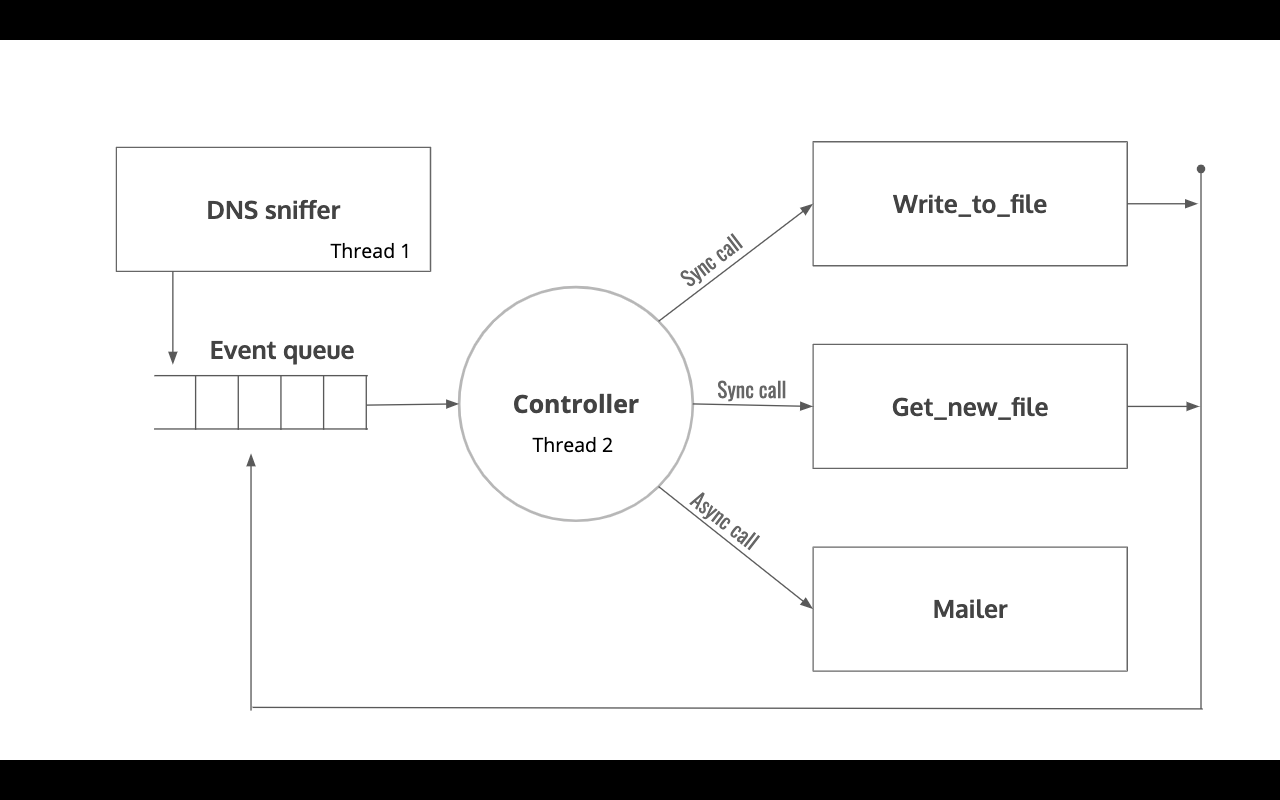 DNS sniffer
Thread 1
Event queue
Controller
Thread 2
Sync call
Write_to_file
Sync call
Get_new_file
Async call
Mailer